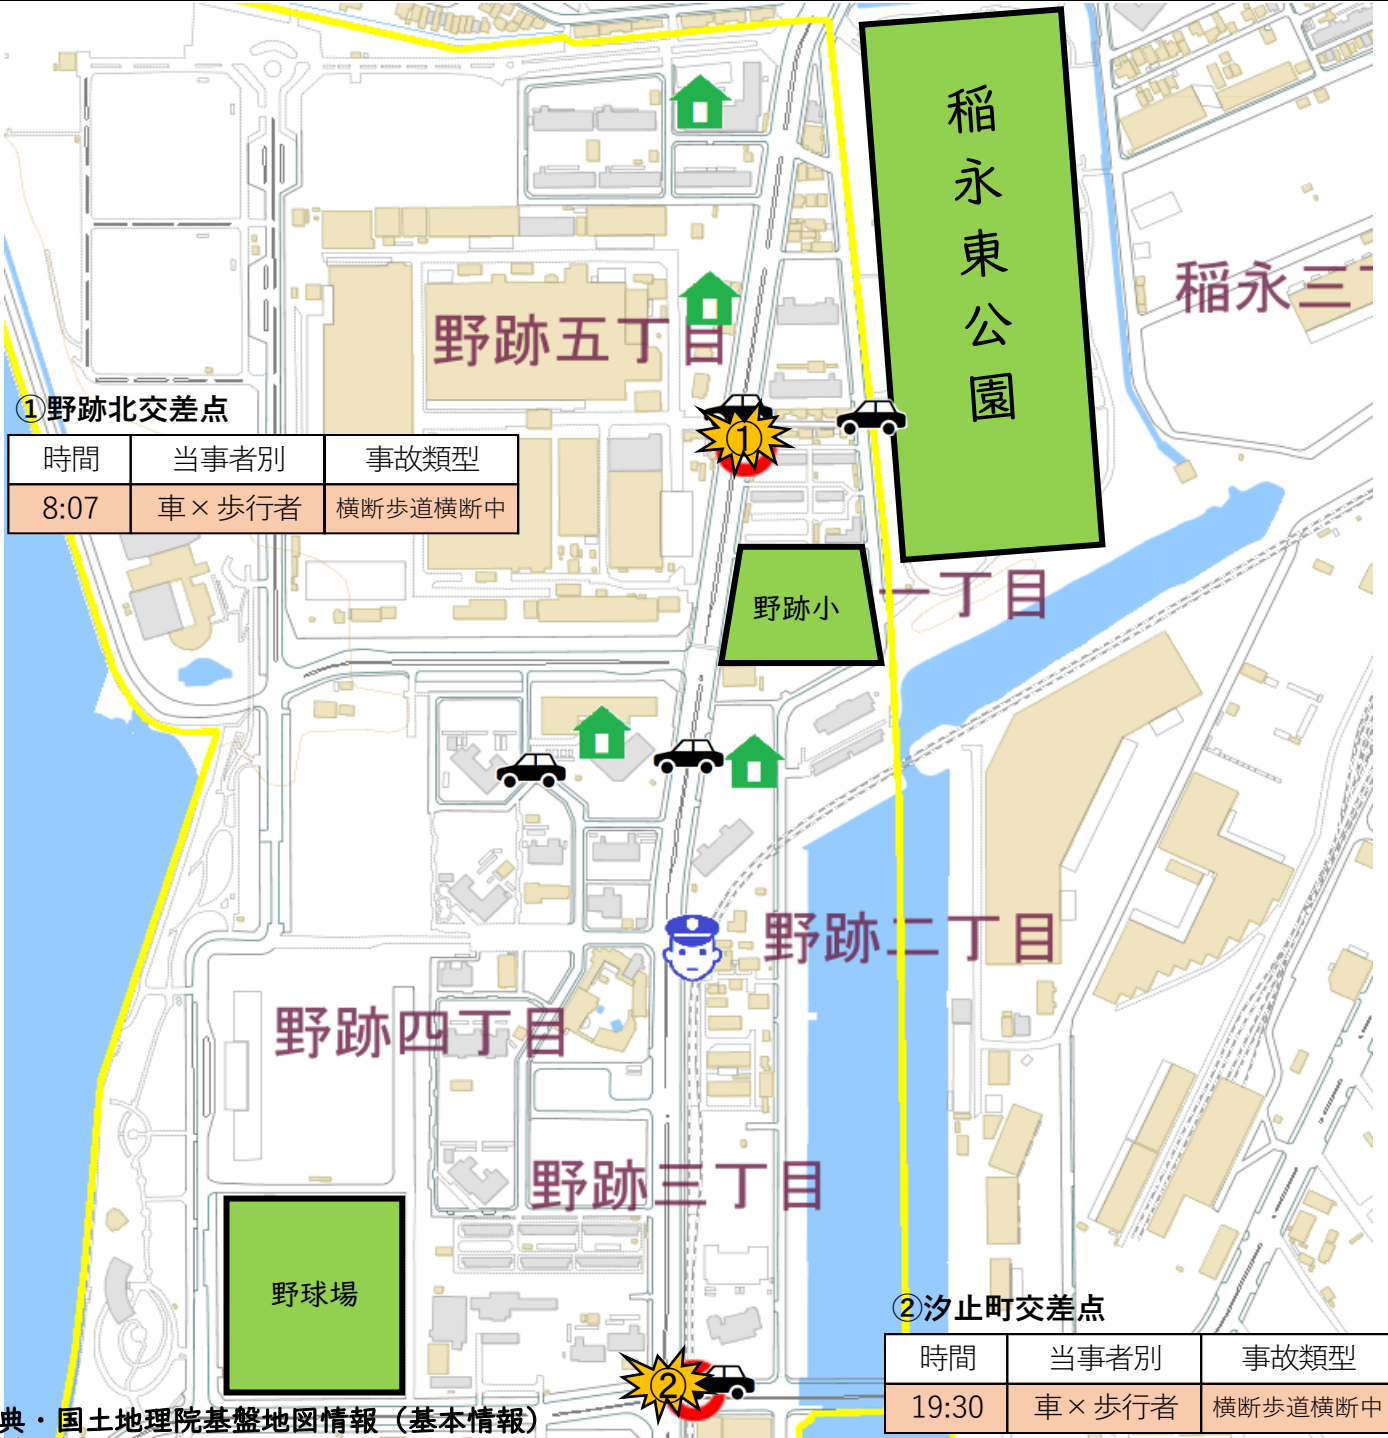 稲永東公園
稲永三丁
野跡五丁目
①野跡北交差点
時間 当事者別 事故類型
8:07 車×歩行者 横断歩道横断中
①
野跡小
一丁目
野跡二丁目
野跡四丁目
野跡三丁目
野球場
②汐止町交差点
時間 当事者別 事故類型
19:30 車×歩行者 横断歩道横断中
②
典・国土地理院基盤地図情報（基本情報）